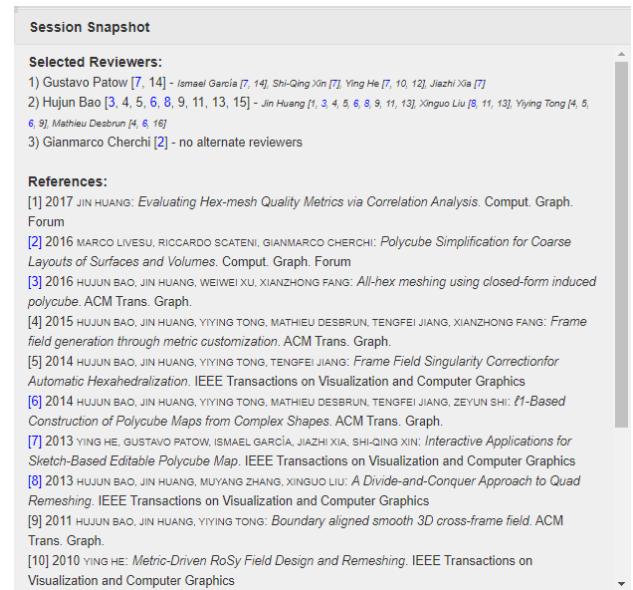 Session Snapshot
Selected Reviewers:
1) Gustavo Patow [7, 14] - Ismael García [7, 14], Shi-Qing Xin [7], Ying He [7, 10, 12], Jiazhi Xia [7]
2) Hujun Bao [3, 4, 5, 6, 8, 9, 11, 13, 15] - Jin Huang [1, 3, 4, 5, 6, 8, 9, 11, 13], Xinguo Liu [8, 11, 13], Yiying Tong [4, 5,
6, 9], Mathieu Desbrun [4, 6, 16]
3) Gianmarco Cherchi [2] - no alternate reviewers
References:
[1] 2017 JIN HUANG: Evaluating Hex-mesh Quality Metrics via Correlation Analysis. Comput. Graph.
Forum
[2] 2016 MARCO LIVESU, RICCARDO SCATENI, GIANMARCO CHERCHI: Polycube Simplification for Coarse
Layouts of Surfaces and Volumes. Comput. Graph. Forum
[3] 2016 HUJUN BAO, JIN HUANG, WEIWEI XU, XIANZHONG FANG: All-hex meshing using closed-form induced
polycube. ACM Trans. Graph.
[4] 2015 HUJUN BAO, JIN HUANG, YIYING TONG, MATHIEU DESBRUN, TENGFEI JIANG, XIANZHONG FANG: Frame
field generation through metric customization. ACM Trans. Graph.
[5] 2014 HUJUN BAO, JIN HUANG, YIYING TONG, TENGFEI JIANG: Frame Field Singularity Correctionfor
Automatic Hexahedralization. IEEE Transactions on Visualization and Computer Graphics
[6] 2014 HUJUN BAO, JIN HUANG, YIYING TONG, MATHIEU DESBRUN, TENGFEI JIANG, ZEYUN SHI: ℓ1-Based
Construction of Polycube Maps from Complex Shapes. ACM Trans. Graph.
[7] 2013 YING HE, GUSTAVO PATOW, ISMAEL GARCÍA, JIAZHI XIA, SHI-QING XIN: Interactive Applications for
Sketch-Based Editable Polycube Map. IEEE Transactions on Visualization and Computer Graphics
[8] 2013 HUJUN BAO, JIN HUANG, MUYANG ZHANG, XINGUO LIU: A Divide-and-Conquer Approach to Quad
Remeshing. IEEE Transactions on Visualization and Computer Graphics
[9] 2011 HUJUN BAO, JIN HUANG, YIYING TONG: Boundary aligned smooth 3D cross-frame field. ACM
Trans. Graph.
[10] 2010 YING HE: Metric-Driven RoSy Field Design and Remeshing. IEEE Transactions on
Visualization and Computer Graphics